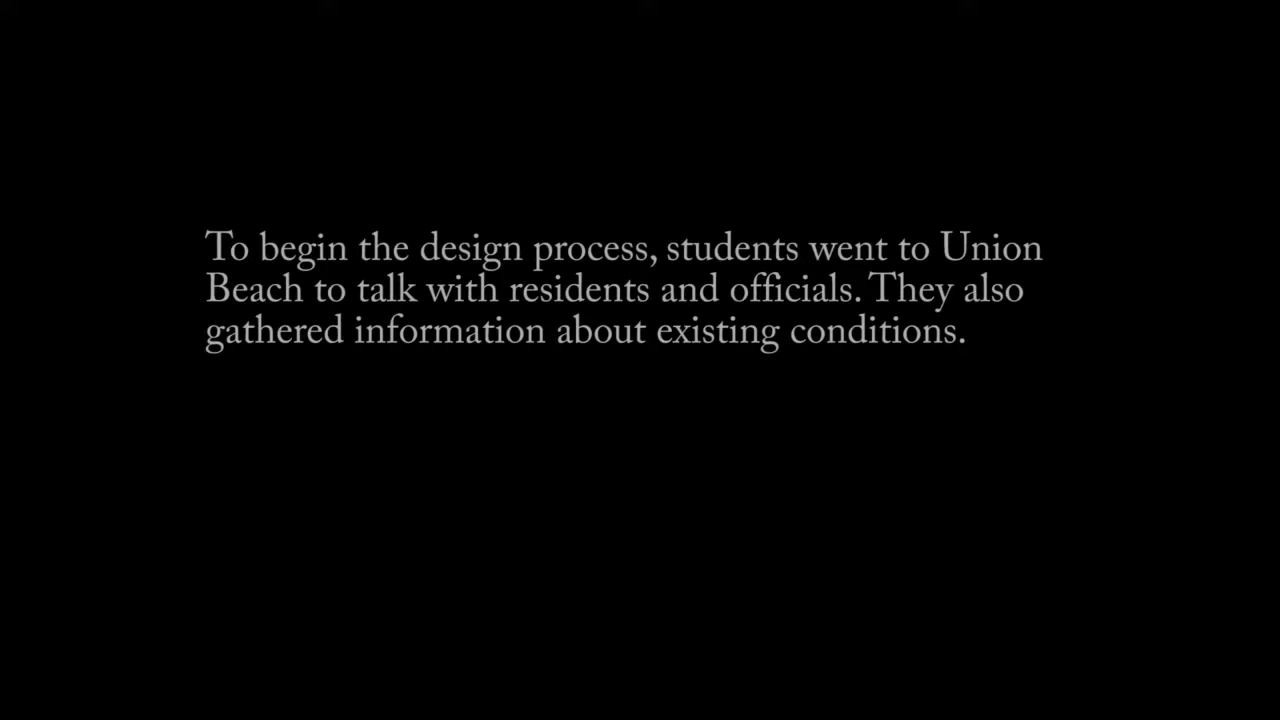 To begin the design process, students went to Union
Beach to talk with residents and officials. They also
gathered information about existing conditions.